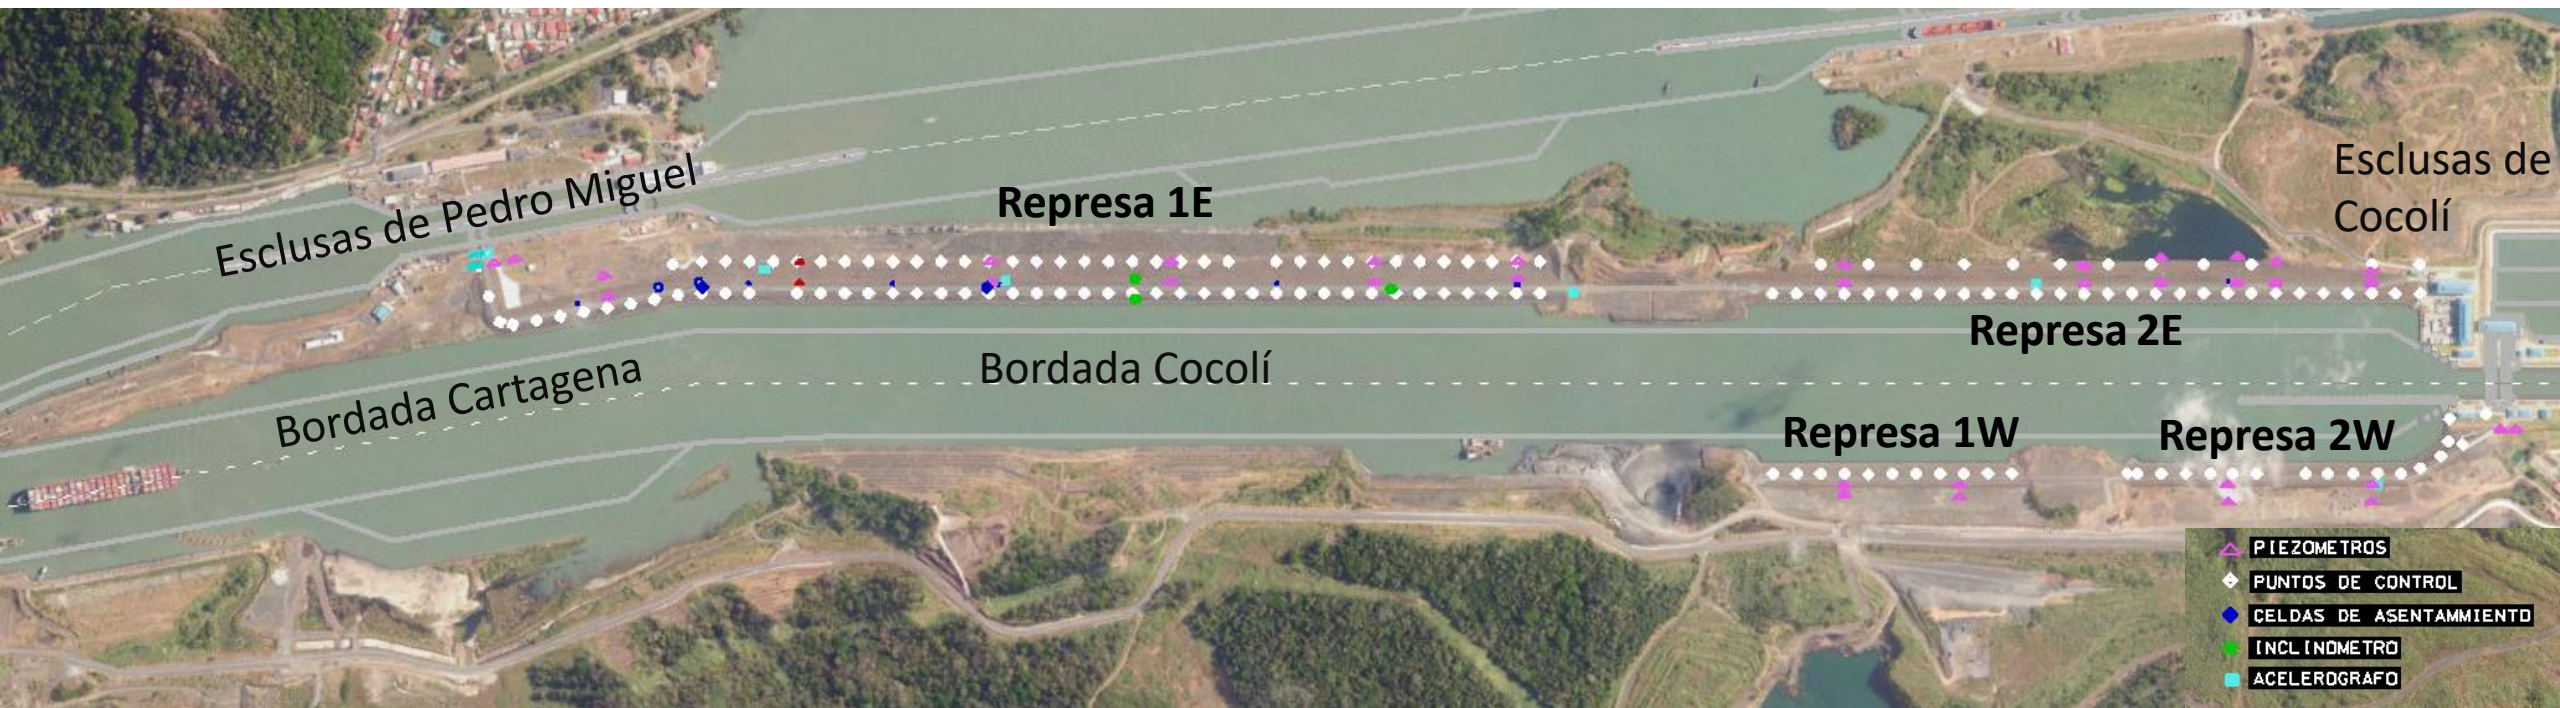 Esclusas de Pedro Miguel
Represa 1E
Esclusas de
Cocolí
Represa 2E
Bordada Cocolí
Bordada Cartagena
Represa 1W
Represa 2W
PIEZOMETROS
PUNTOS DE CONTROL
CELDAS DE ASENTAMMIENTO
INCLINOMETRO
ACELEROGRAFO